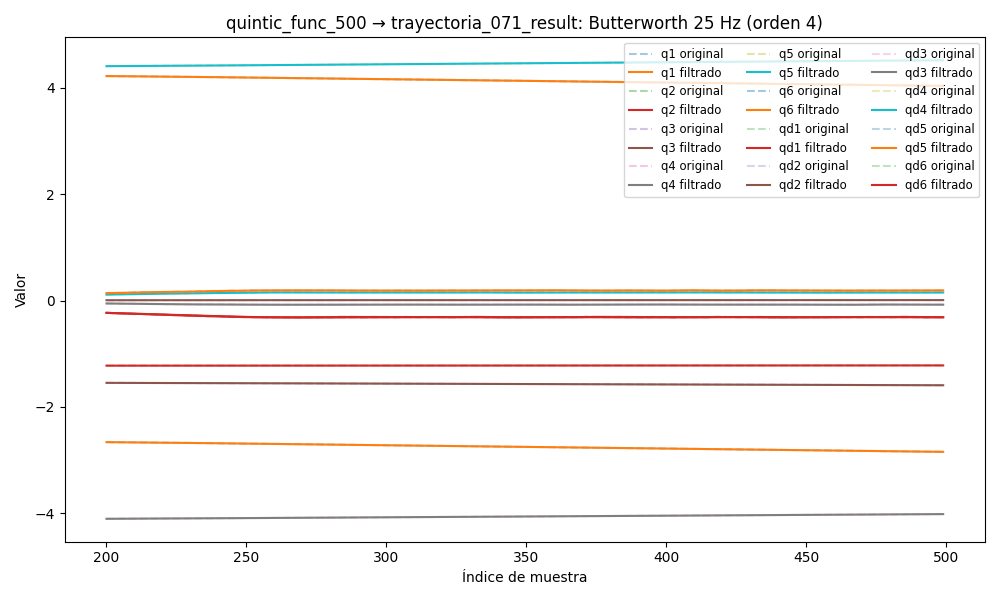 quintic_func_500 → trayectoria_071_result: Butterworth 25 Hz (orden 4)
q1 original
q1 filtrado
q2 original
q2 filtrado
q3 original
q3 filtrado
q4 original
q4 filtrado
q5 original
q5 filtrado
q6 original
q6 filtrado
qd1 original
qd1 filtrado
qd2 original
qd2 filtrado
qd3 original
qd3 filtrado
qd4 original
qd4 filtrado
qd5 original
qd5 filtrado
qd6 original
qd6 filtrado
Valor
4
2
0
−2
−4
200
250
300
350
400
450
500
Índice de muestra